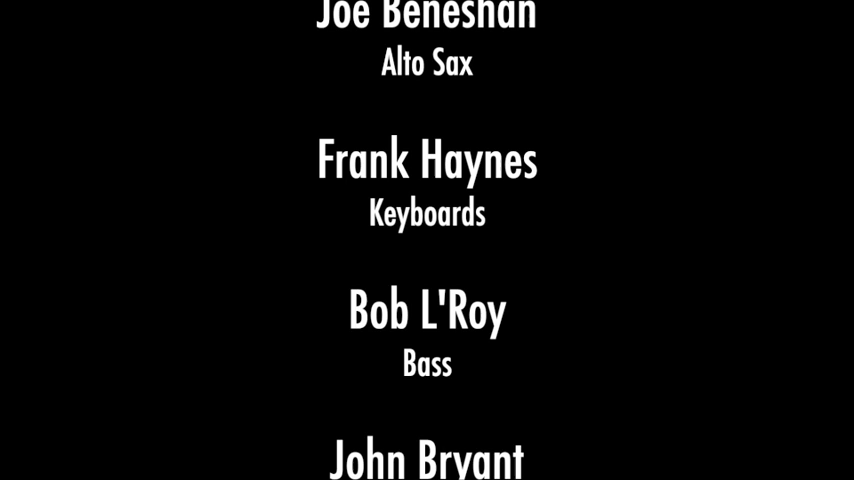 Joe Beneshan
Alto Sax
Frank Haynes
Keyboards
Bob L'Roy
Bass
John Bryant